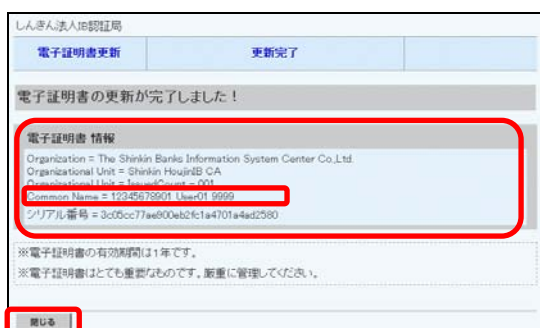 しんきん法人IB認証局
電子証明書更新
更新完了
電子証明書の更新が完了しました！
電子証明書 情報
Organization = The Shinkin Banks Information System Center Co.,Ltd.
Organizational Unit = Shinkin HoujinIB CA
Organizational Unit = IssuedCount - 001
Common Name = 12345678901 User01 9999
シリアル番号 = 3c05cc77ae800eb2fc1a4701a4ad2580
※電子証明書の有効期間は1年です。
※電子証明書はとても重要なものです。厳重に管理してください。
閉じる